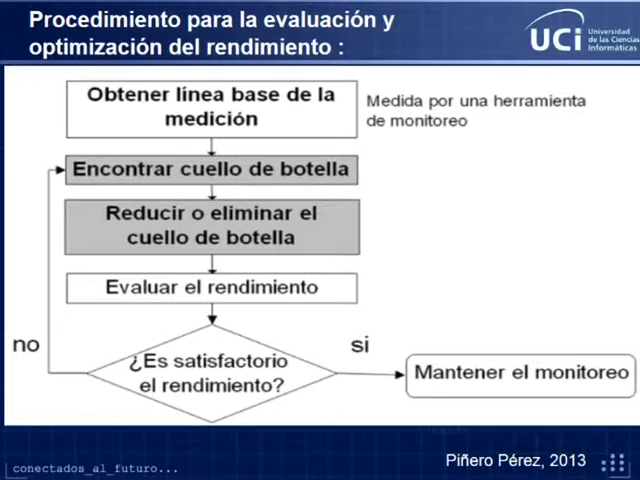 Procedimiento para la evaluación y
optimización del rendimiento :
UCi
Universidad
de las Ciencias
Informáticas
Obtener línea base de la
medición
Medida por una herramienta
de monitoreo
Encontrar cuello de botella
Reducir o eliminar el
cuello de botella
Evaluar el rendimiento
no
si
¿Es satisfactorio
el rendimiento?
Mantener el monitoreo
conectados_al_futuro...
Piñero Pérez, 2013